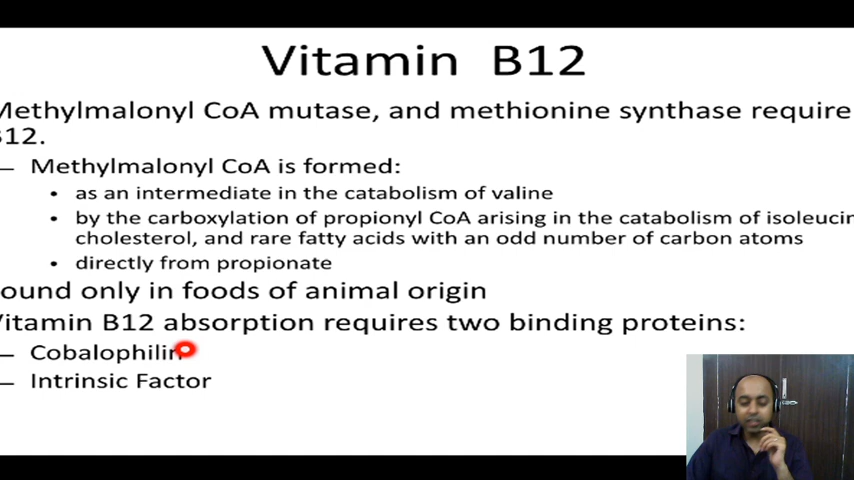 Vitamin B12
Methylmalonyl CoA mutase, and methionine synthase require
B12.
– Methylmalonyl CoA is formed:
• as an intermediate in the catabolism of valine
• by the carboxylation of propionyl CoA arising in the catabolism of isoleucin
cholesterol, and rare fatty acids with an odd number of carbon atoms
• directly from propionate
ound only in foods of animal origin
Vitamin B12 absorption requires two binding proteins:
– Cobalophilin
– Intrinsic Factor